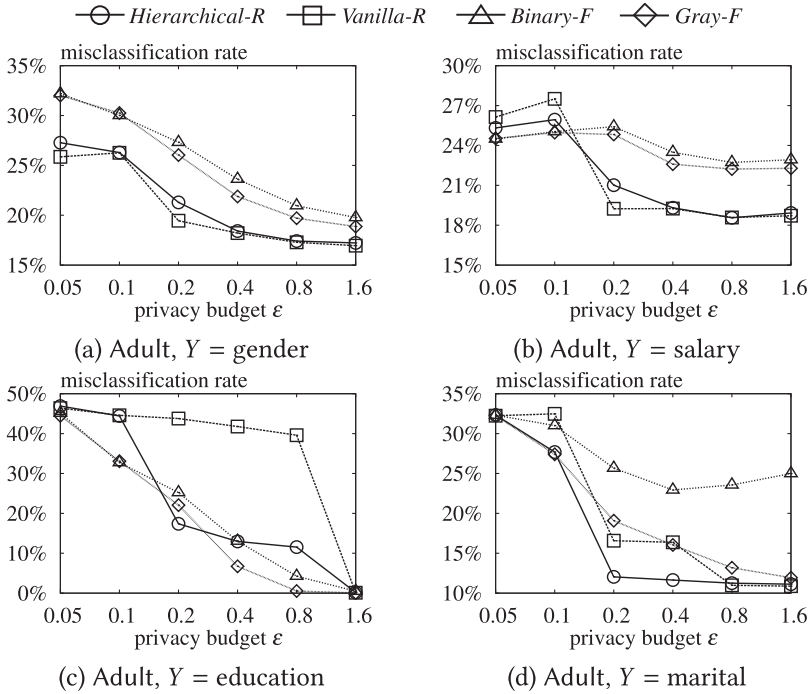 Hierarchical-R Vanilla-R Binary-F Gray-F
misclassification rate
35%
30%
25%
20%
15%
0.05 0.1 0.2 0.4 0.8 1.6
privacy budget ε
(a) Adult, Y = gender
misclassification rate
30%
27%
24%
21%
18%
15%
0.05 0.1 0.2 0.4 0.8 1.6
privacy budget ε
(b) Adult, Y = salary
misclassification rate
50%
40%
30%
20%
10%
0%
0.05 0.1 0.2 0.4 0.8 1.6
privacy budget ε
(c) Adult, Y = education
misclassification rate
35%
30%
25%
20%
15%
10%
0.05 0.1 0.2 0.4 0.8 1.6
privacy budget ε
(d) Adult, Y = marital